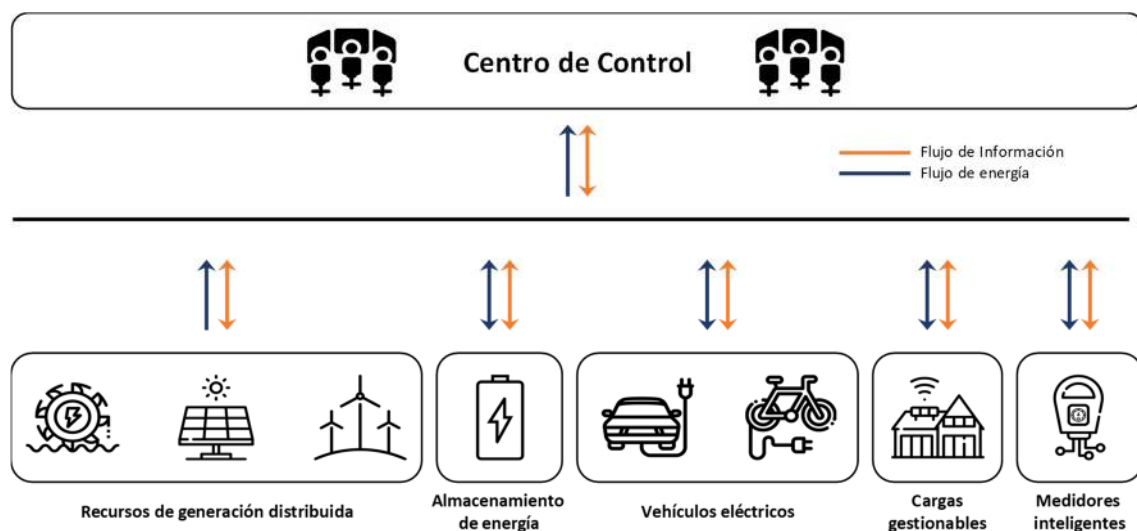 Centro de Control
Flujo de Información
Flujo de energía
Recursos de generación distribuida
Almacenamiento
de energía
Vehículos eléctricos
Cargas
gestionables
Medidores
inteligentes